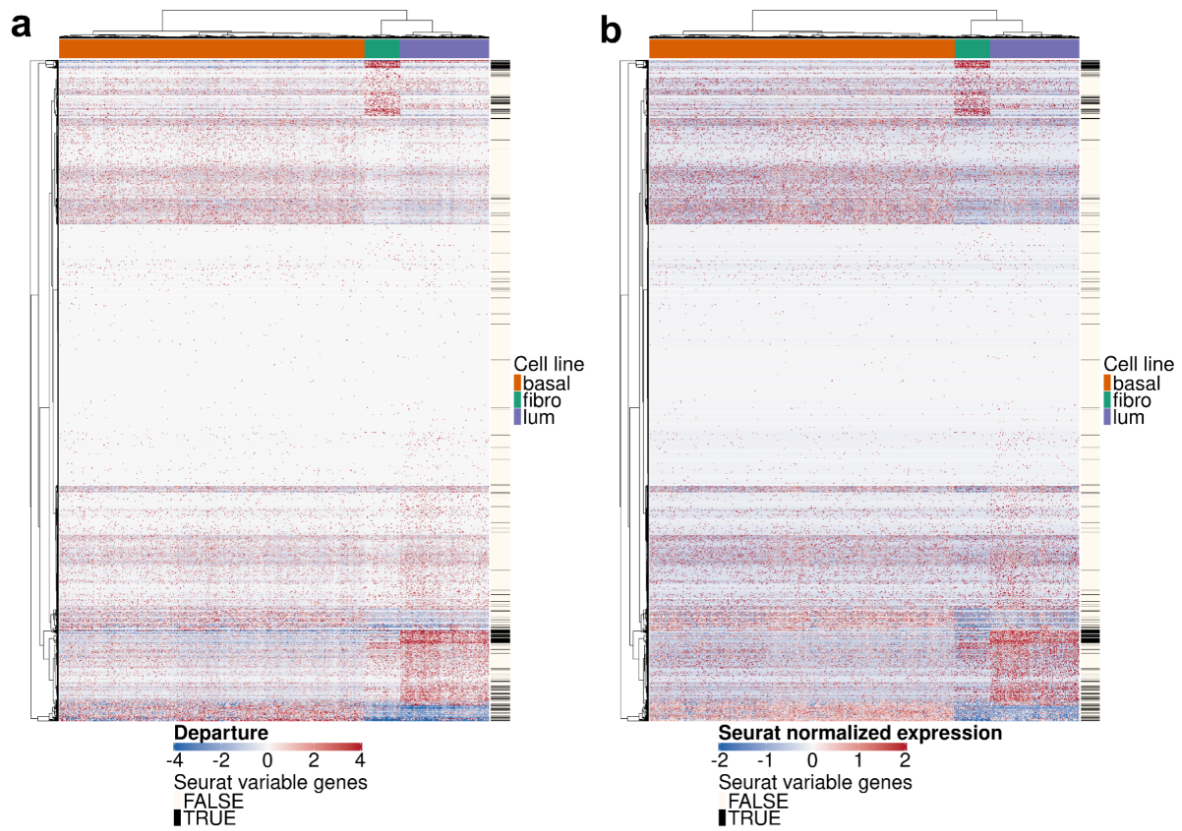 a
Cell line
basal
fibro
lum
Departure
-4 -2 0 2 4
Seurat variable genes
FALSE
TRUE
b
Cell line
basal
fibro
lum
Seurat normalized expression
-2 -1 0 1 2
Seurat variable genes
FALSE
TRUE